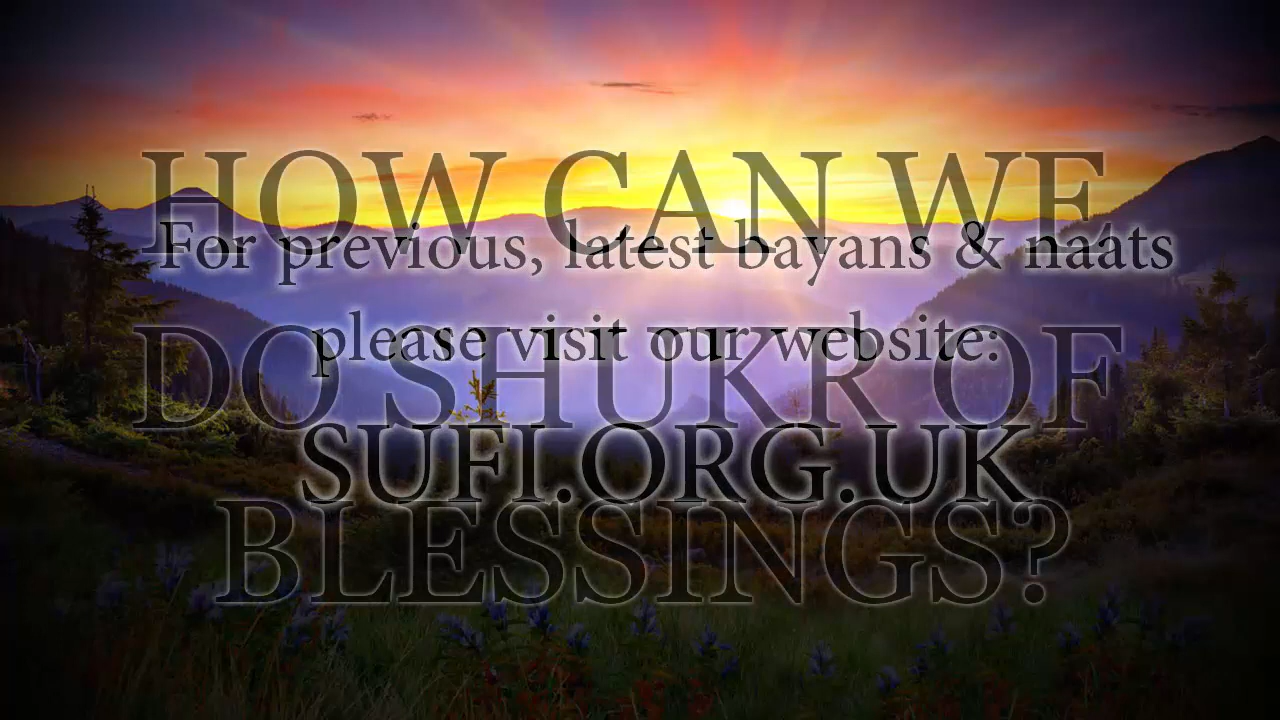 HOW CAN WE
For previous, latest bayans & naats
please visit our website:
DO SHUKR OF
SUFI.ORG.UK
BLESSINGS?